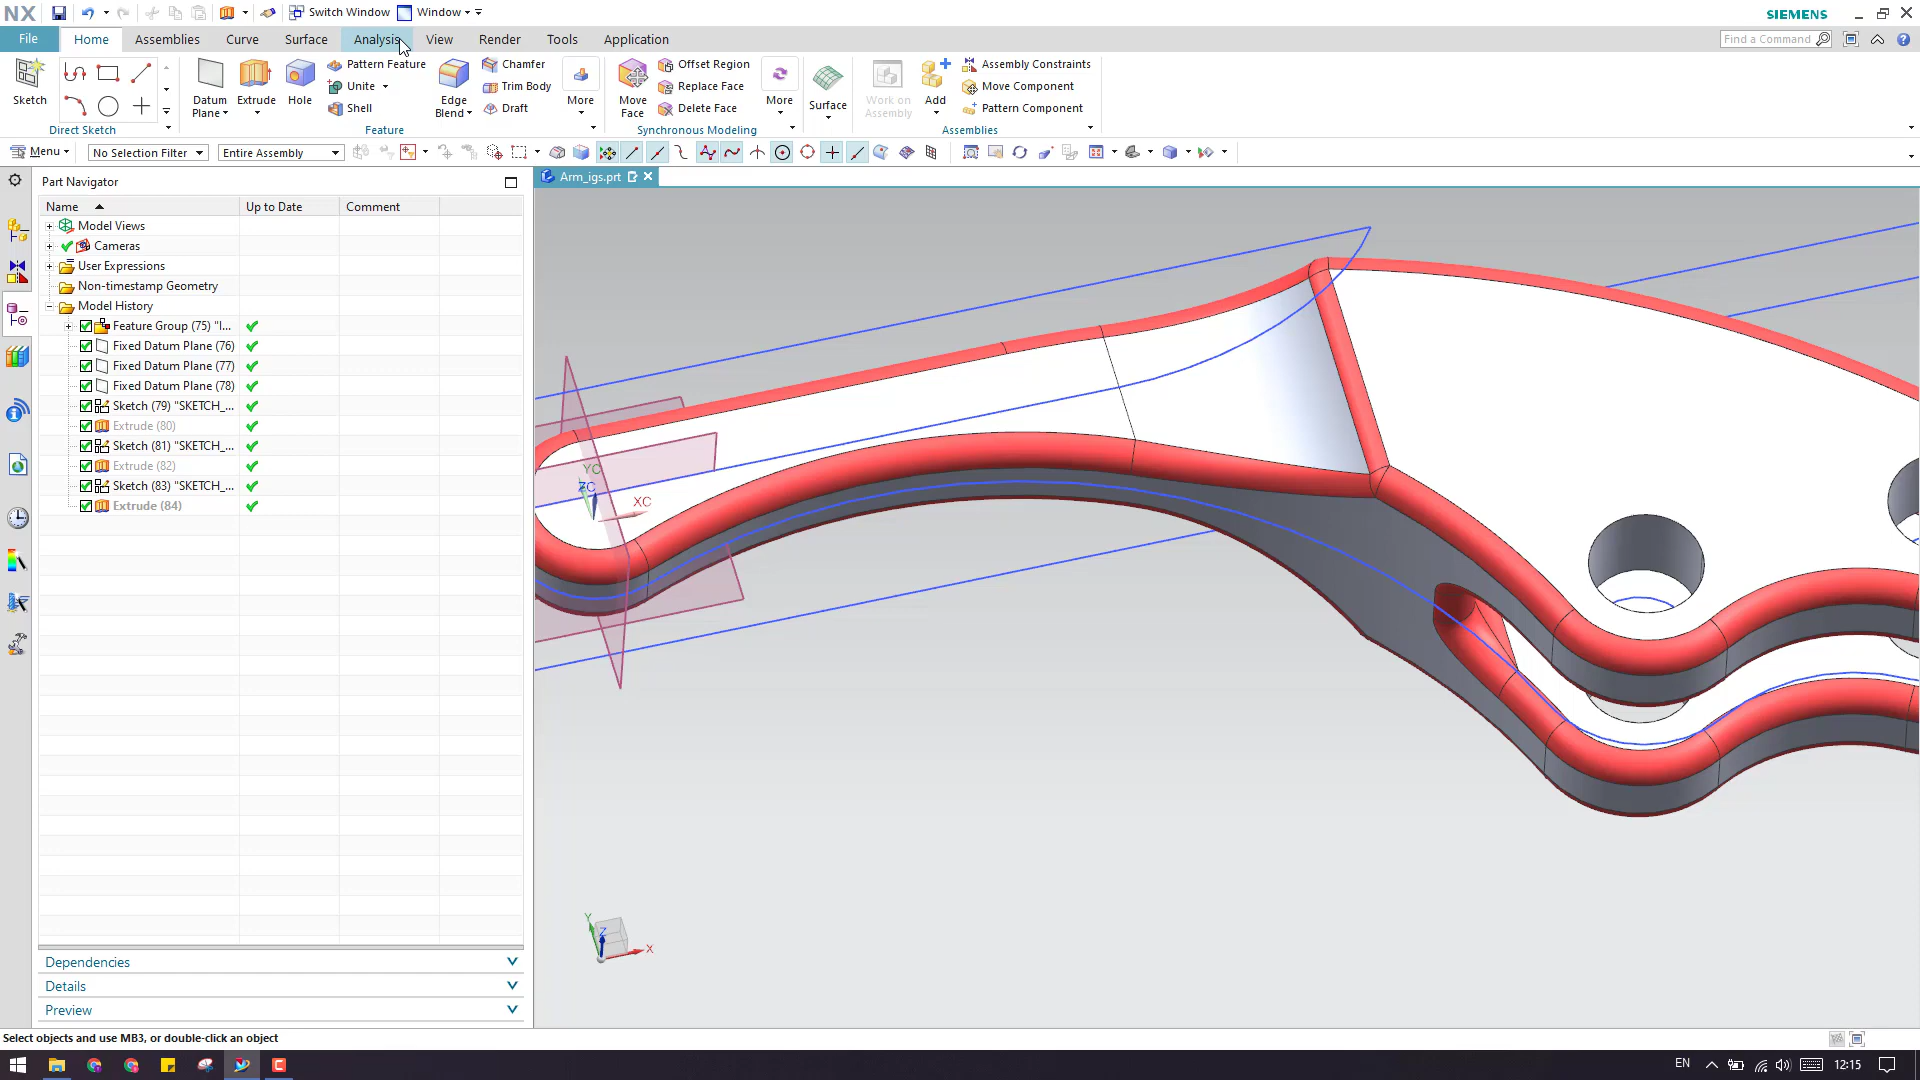 NX Switch Window Window SIEMENS
File Home Assemblies Curve Surface Analysis View Render Tools Application Find a Command
Sketch
Direct Sketch
Datum Plane
Extrude
Hole
Pattern Feature
Unite
Shell
Edge Blend
Chamfer
Trim Body
Draft
More
Feature
Move Face
Offset Region
Replace Face
Delete Face
More
Synchronous Modeling
Surface
Work on Assembly
Add
Assembly Constraints
Move Component
Pattern Component
Assemblies
Menu No Selection Filter Entire Assembly
Part Navigator
Arm_igs.prt
Name Up to Date Comment
Model Views
Cameras
User Expressions
Non-timestamp Geometry
Model History
Feature Group (75) "I...
Fixed Datum Plane (76)
Fixed Datum Plane (77)
Fixed Datum Plane (78)
Sketch (79) "SKETCH_...
Extrude (80)
Sketch (81) "SKETCH_...
Extrude (82)
Sketch (83) "SKETCH_...
Extrude (84)
YC
ZC
XC
Y
Z
X
Dependencies
Details
Preview
Select objects and use MB3, or double-click an object
EN 12:15